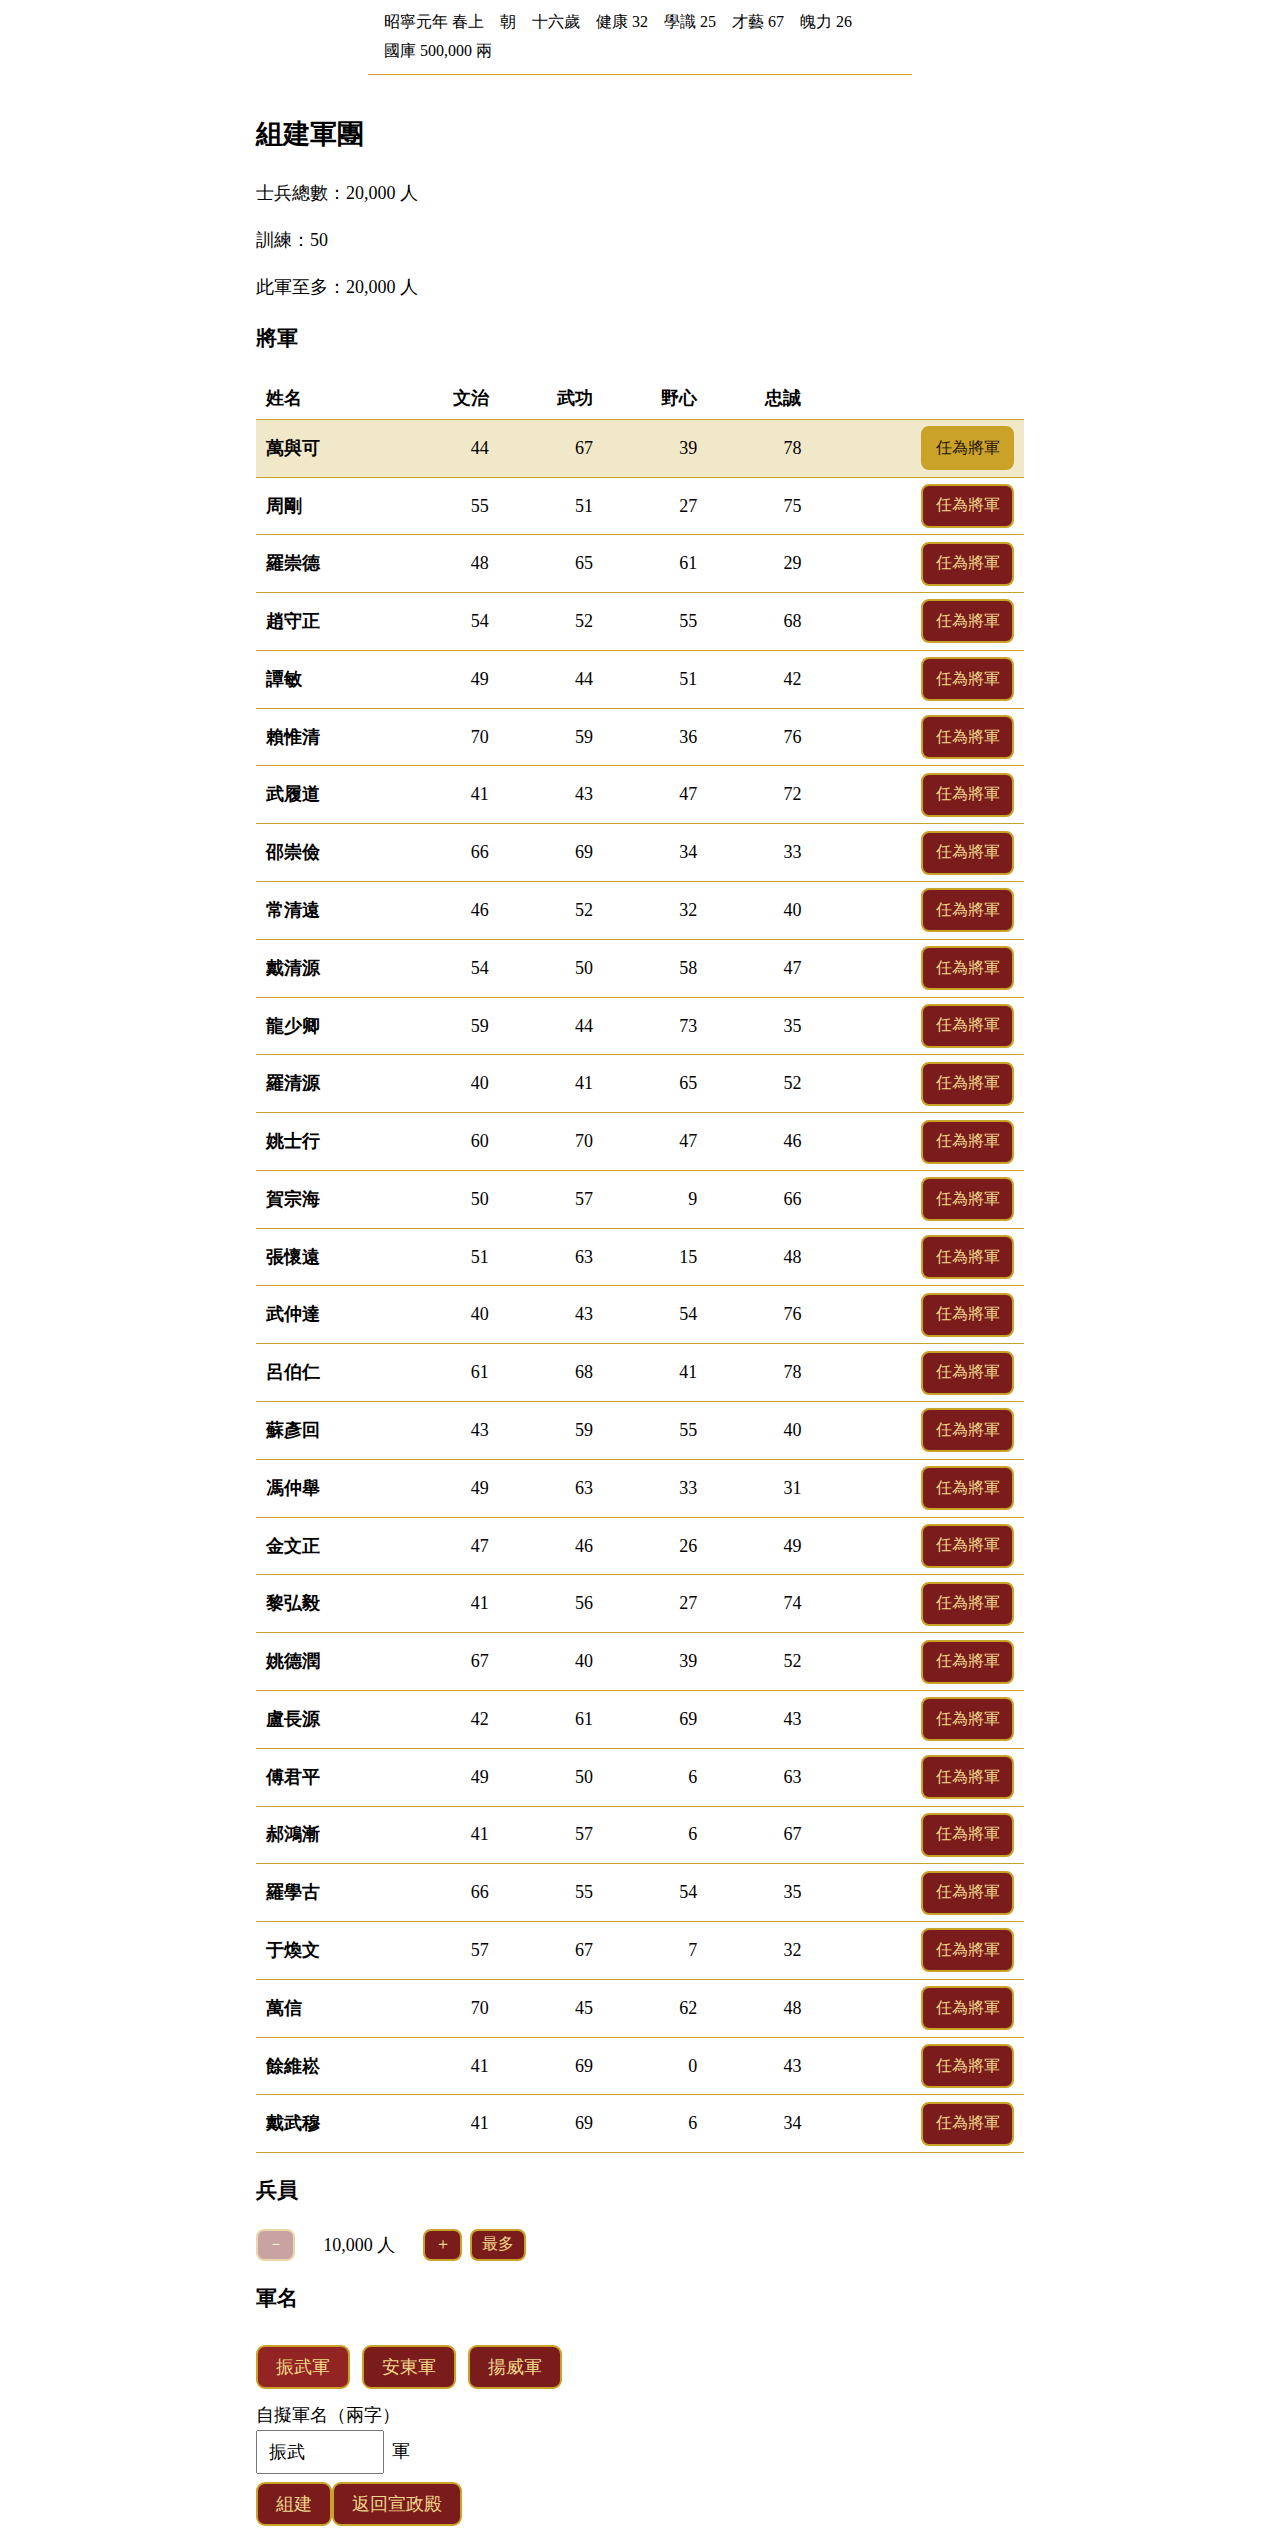 昭寧元年 春上　朝　十六歲　健康 32　學識 25　才藝 67　魄力 26
國庫 500,000 兩
組建軍團
士兵總數：20,000 人
訓練：50
此軍至多：20,000 人
將軍
姓名 文治 武功 野心 忠誠
萬與可 44 67 39 78 任為將軍
周剛 55 51 27 75 任為將軍
羅崇德 48 65 61 29 任為將軍
趙守正 54 52 55 68 任為將軍
譚敏 49 44 51 42 任為將軍
賴惟清 70 59 36 76 任為將軍
武履道 41 43 47 72 任為將軍
邵崇儉 66 69 34 33 任為將軍
常清遠 46 52 32 40 任為將軍
戴清源 54 50 58 47 任為將軍
龍少卿 59 44 73 35 任為將軍
羅清源 40 41 65 52 任為將軍
姚士行 60 70 47 46 任為將軍
賀宗海 50 57 9 66 任為將軍
張懷遠 51 63 15 48 任為將軍
武仲達 40 43 54 76 任為將軍
呂伯仁 61 68 41 78 任為將軍
蘇彥回 43 59 55 40 任為將軍
馮仲舉 49 63 33 31 任為將軍
金文正 47 46 26 49 任為將軍
黎弘毅 41 56 27 74 任為將軍
姚德潤 67 40 39 52 任為將軍
盧長源 42 61 69 43 任為將軍
傅君平 49 50 6 63 任為將軍
郝鴻漸 41 57 6 67 任為將軍
羅學古 66 55 54 35 任為將軍
于煥文 57 67 7 32 任為將軍
萬信 70 45 62 48 任為將軍
餘維崧 41 69 0 43 任為將軍
戴武穆 41 69 6 34 任為將軍
兵員
－ 10,000 人 ＋ 最多
軍名
振武軍 安東軍 揚威軍
自擬軍名（兩字）
振武 軍
組建 返回宣政殿